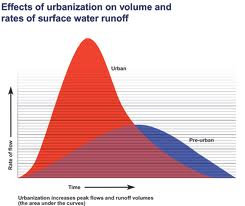 Effects of urbanization on volume and
rates of surface water runoff
Urban
Pre-urban
Rate of flow
Time
Urbanization increases peak flows and runoff volumes
(the area under the curves)